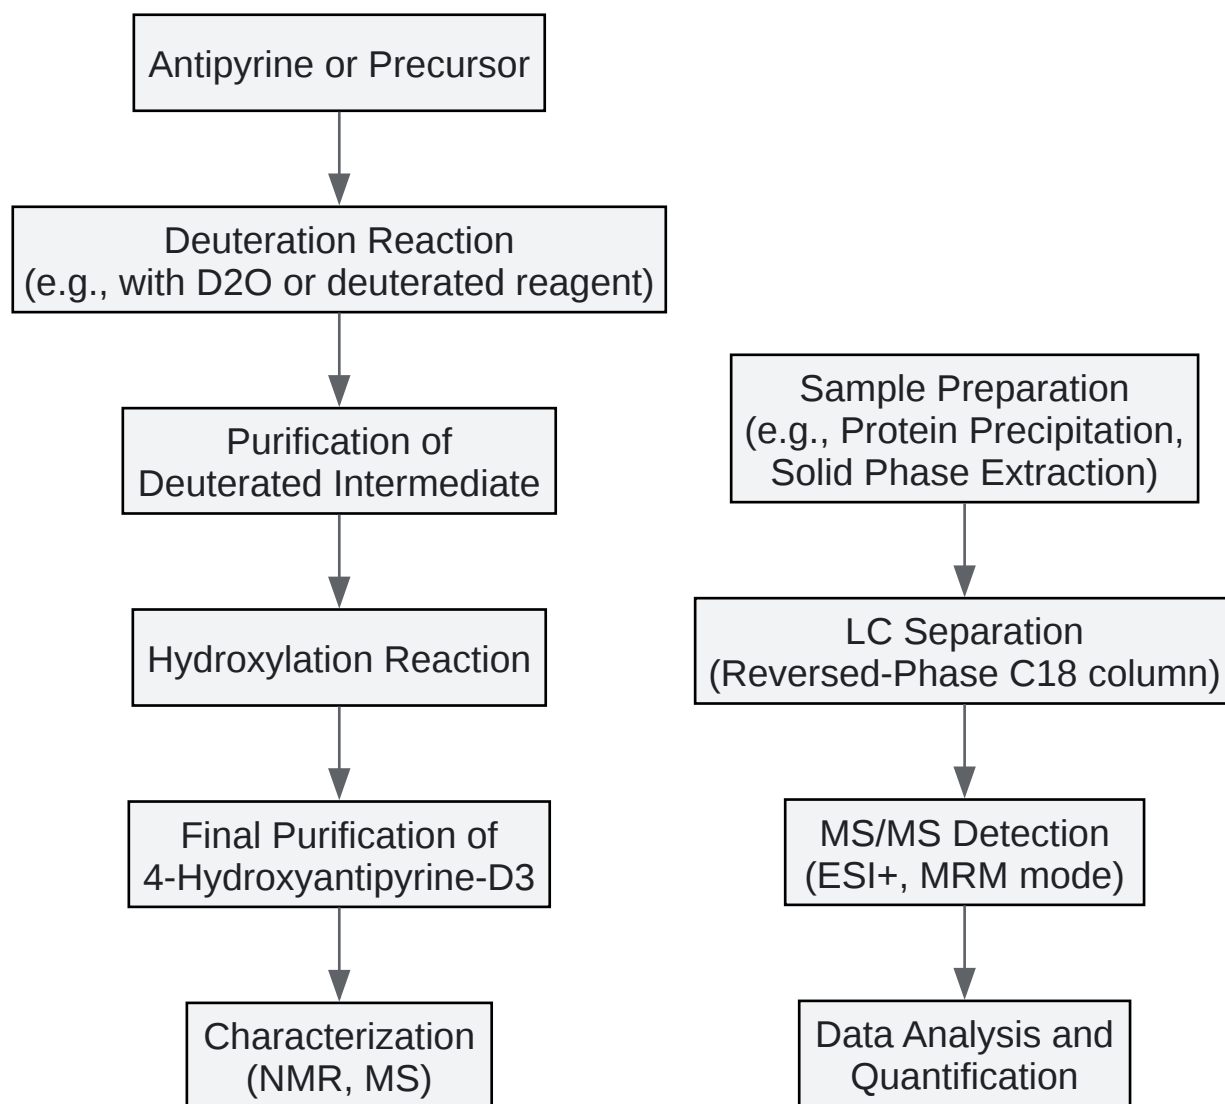 Antipyrine or Precursor
Deuteration Reaction
(e.g., with D2O or deuterated reagent)
Purification of
Deuterated Intermediate
Hydroxylation Reaction
Final Purification of
4-Hydroxyantipyrine-D3
Characterization
(NMR, MS)
Sample Preparation
(e.g., Protein Precipitation,
Solid Phase Extraction)
LC Separation
(Reversed-Phase C18 column)
MS/MS Detection
(ESI+, MRM mode)
Data Analysis and
Quantification